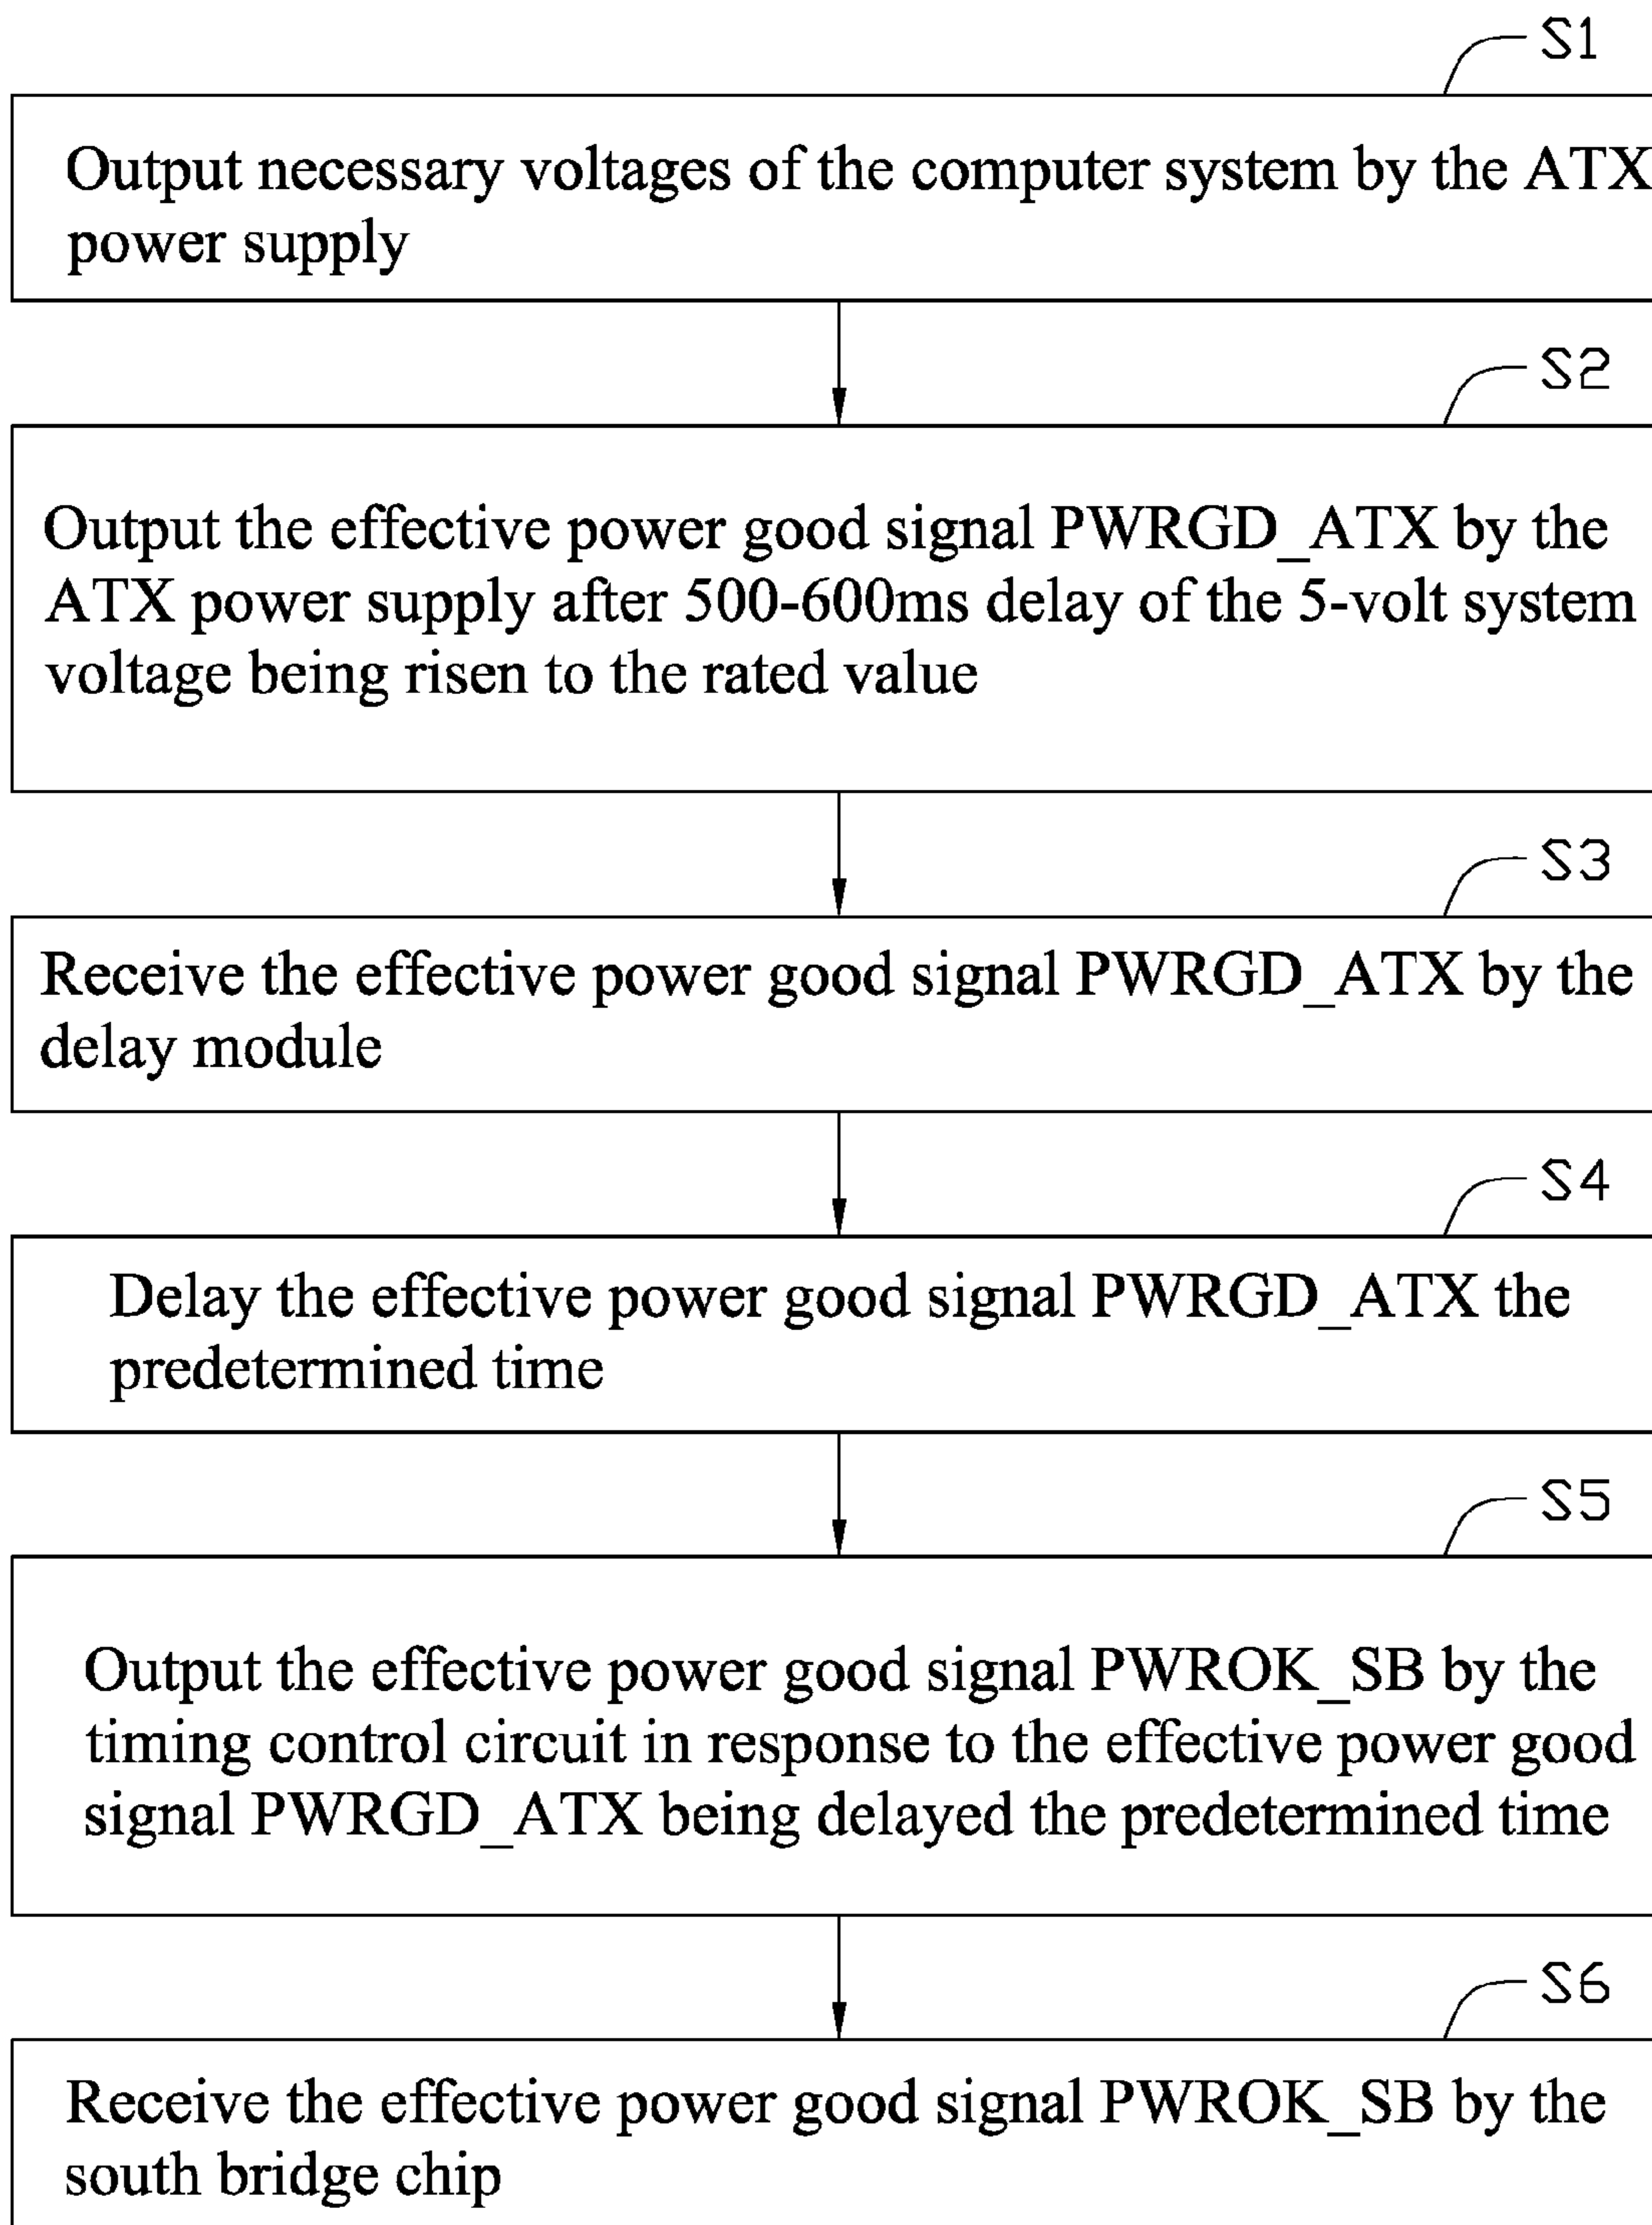 S1
Output necessary voltages of the computer system by the ATX
power supply
S2
Output the effective power good signal PWRGD_ATX by the
ATX power supply after 500-600ms delay of the 5-volt system
voltage being risen to the rated value
S3
Receive the effective power good signal PWRGD_ATX by the
delay module
S4
Delay the effective power good signal PWRGD_ATX the
predetermined time
S5
Output the effective power good signal PWROK_SB by the
timing control circuit in response to the effective power good
signal PWRGD_ATX being delayed the predetermined time
S6
Receive the effective power good signal PWROK_SB by the
south bridge chip